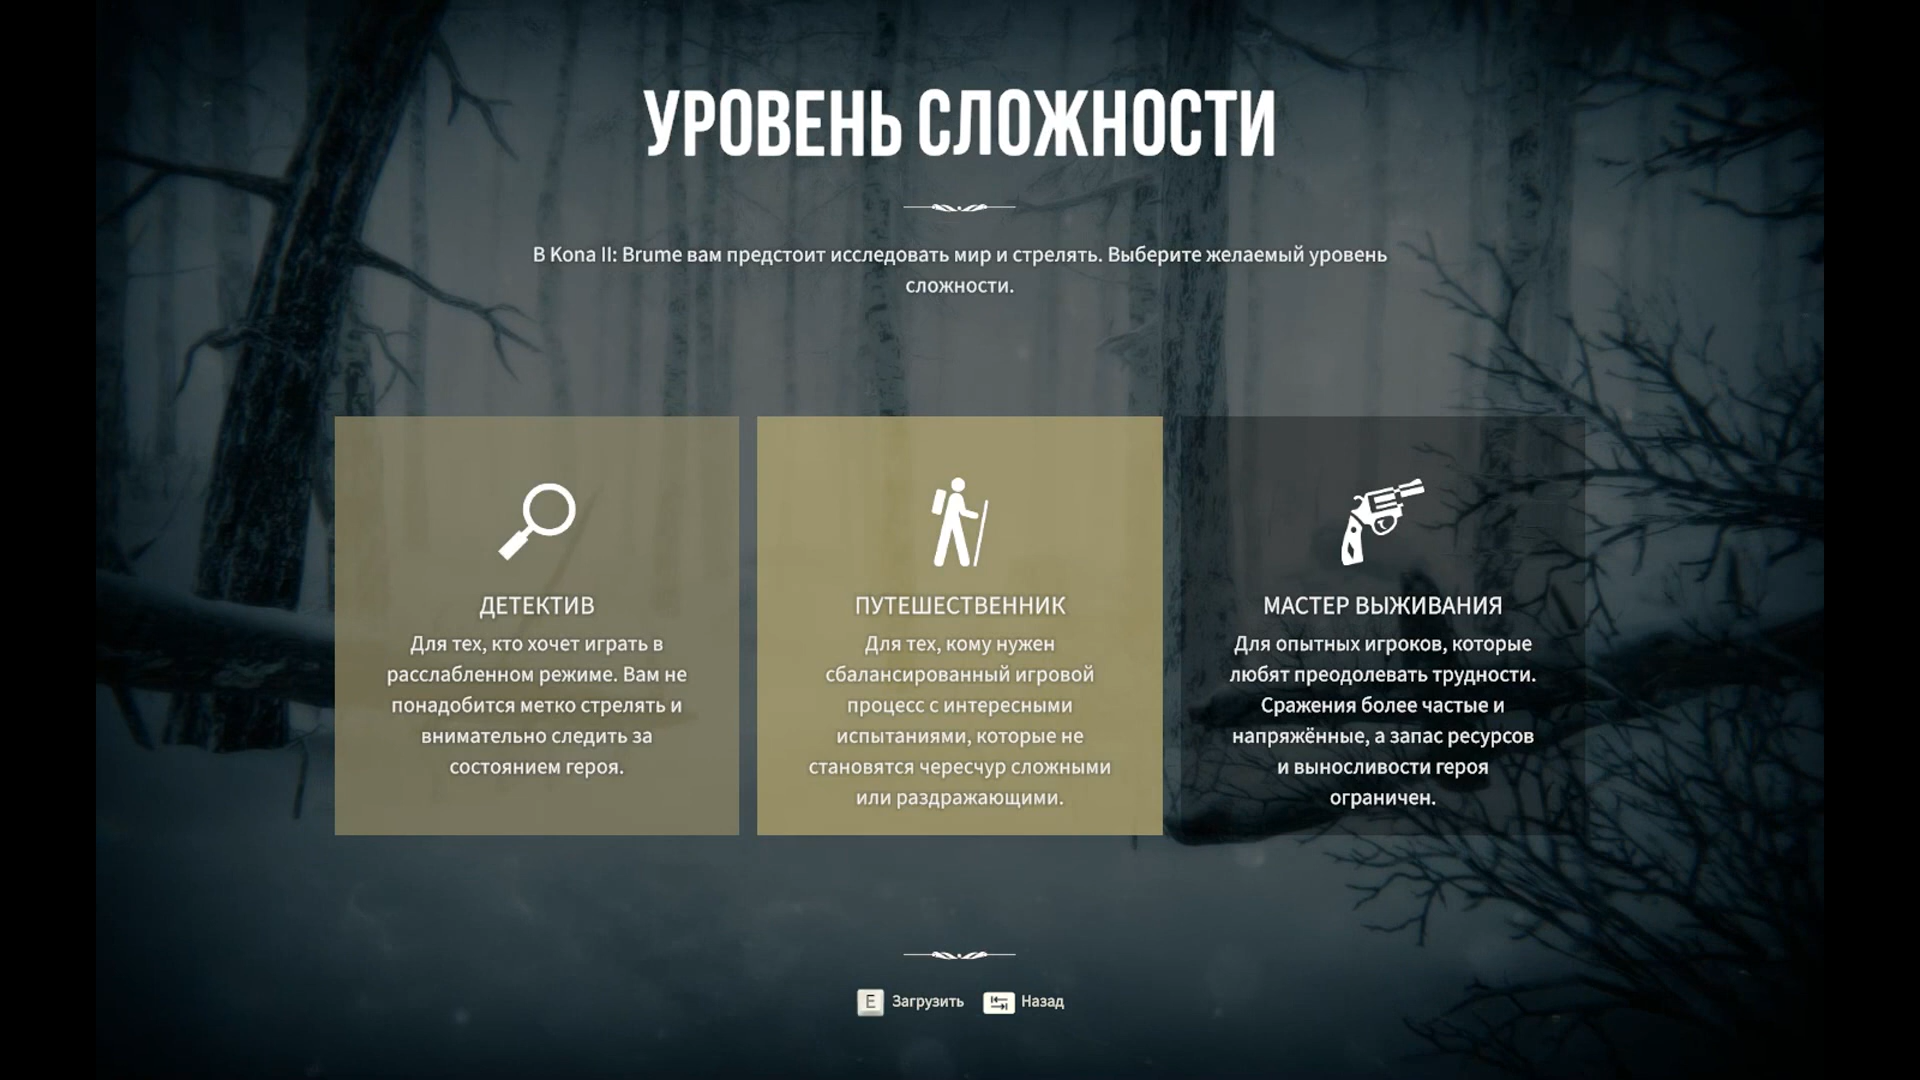 УРОВЕНЬ СЛОЖНОСТИ
В Kona II: Brume вам предстоит исследовать мир и стрелять. Выберите желаемый уровень
сложности.
ДЕТЕКТИВ
Для тех, кто хочет играть в
расслабленном режиме. Вам не
понадобится метко стрелять и
внимательно следить за
состоянием героя.
ПУТЕШЕСТВЕННИК
Для тех, кому нужен
сбалансированный игровой
процесс с интересными
испытаниями, которые не
становятся чересчур сложными
или раздражающими.
МАСТЕР ВЫЖИВАНИЯ
Для опытных игроков, которые
любят преодолевать трудности.
Сражения более частые и
напряжённые, а запас ресурсов
и выносливости героя
ограничен.
E Загрузить Назад